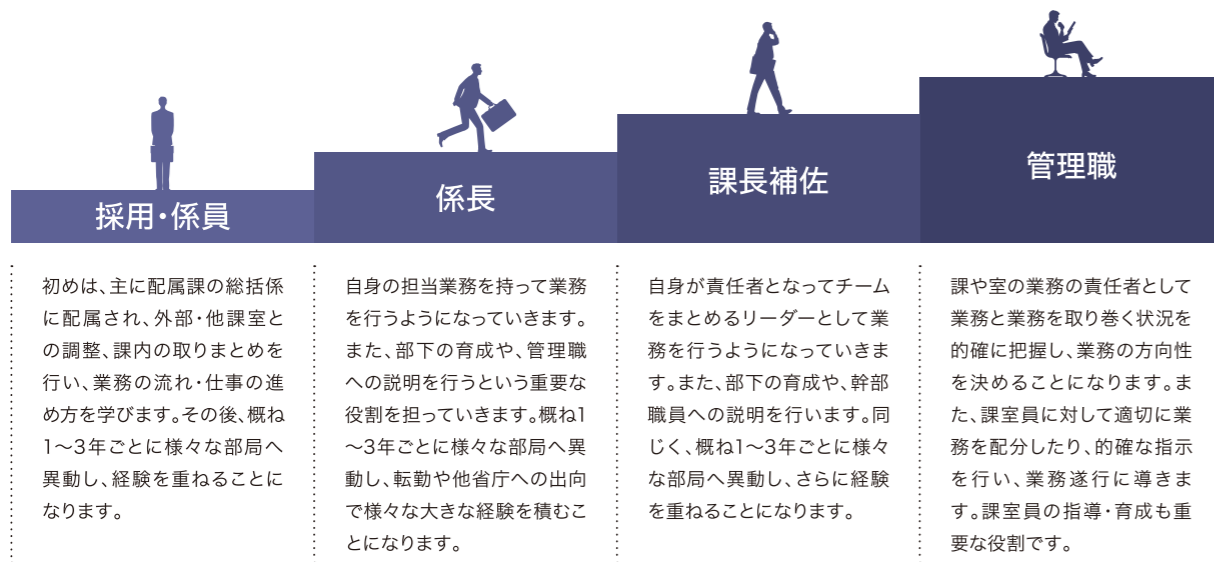 採用・係員
係長
課長補佐
管理職
初めは、主に配属課の総括係
に配属され、外部・他課室と
の調整、課内の取りまとめを
行い、業務の流れ・仕事の進
め方を学びます。その後、概ね
1〜3年ごとに様々な部局へ
異動し、経験を重ねることに
なります。
自身の担当業務を持って業務
を行うようになっていきます。
また、部下の育成や、管理職
への説明を行うという重要な
役割を担っていきます。概ね1
〜3年ごとに様々な部局へ異
動し、転勤や他省庁への出向
で様々な大きな経験を積むこ
とになります。
自身が責任者となってチーム
をまとめるリーダーとして業
務を行うようになっていきま
す。また、部下の育成や、幹部
職員への説明を行います。同
じく、概ね1〜3年ごとに様々
な部局へ異動し、さらに経験
を重ねることになります。
課や室の業務の責任者として
業務と業務を取り巻く状況を
的確に把握し、業務の方向性
を決めることになります。ま
た、課室員に対して適切に業
務を配分したり、的確な指示
を行い、業務遂行に導きま
す。課室員の指導・育成も重
要な役割です。